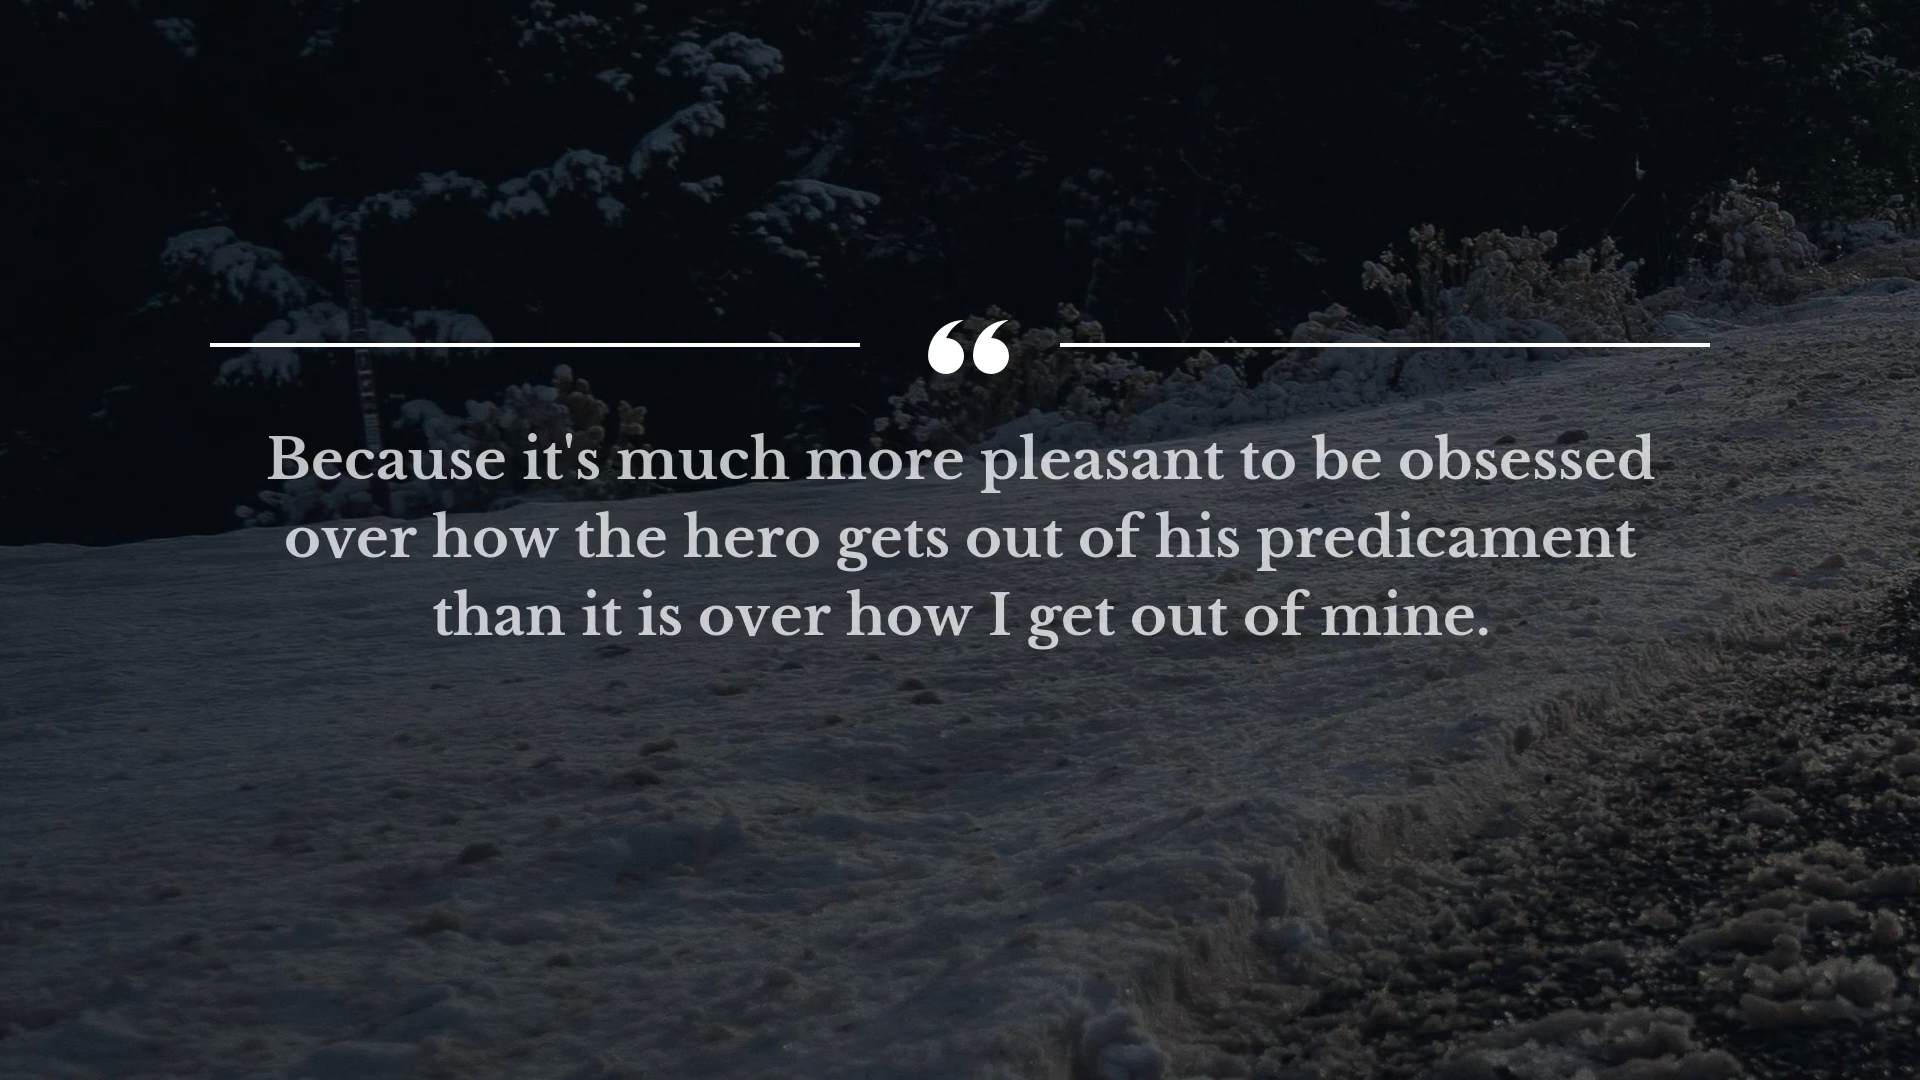 “
Because it's much more pleasant to be obsessed
over how the hero gets out of his predicament
than it is over how I get out of mine.